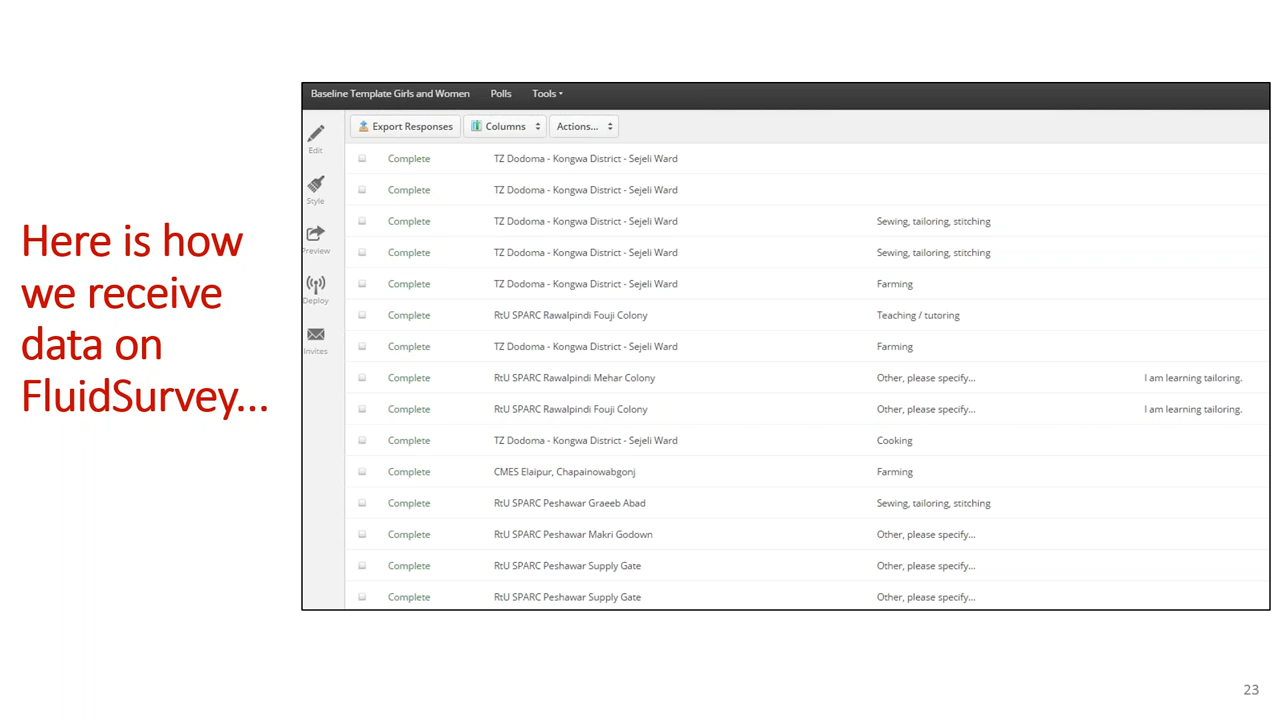 Here is how
we receive
data on
FluidSurvey...
Baseline Template Girls and Women Polls Tools
Export Responses Columns Actions...
Edit
Style
Preview
Deploy
Invites
Complete TZ Dodoma - Kongwa District - Sejeli Ward
Complete TZ Dodoma - Kongwa District - Sejeli Ward
Complete TZ Dodoma - Kongwa District - Sejeli Ward Sewing, tailoring, stitching
Complete TZ Dodoma - Kongwa District - Sejeli Ward Sewing, tailoring, stitching
Complete TZ Dodoma - Kongwa District - Sejeli Ward Farming
Complete RtU SPARC Rawalpindi Fouji Colony Teaching / tutoring
Complete TZ Dodoma - Kongwa District - Sejeli Ward Farming
Complete RtU SPARC Rawalpindi Mehar Colony Other, please specify... I am learning tailoring.
Complete RtU SPARC Rawalpindi Fouji Colony Other, please specify... I am learning tailoring.
Complete TZ Dodoma - Kongwa District - Sejeli Ward Cooking
Complete CMES Elaipur, Chapainowabgonj Farming
Complete RtU SPARC Peshawar Graeeb Abad Sewing, tailoring, stitching
Complete RtU SPARC Peshawar Makri Godown Other, please specify...
Complete RtU SPARC Peshawar Supply Gate Other, please specify...
Complete RtU SPARC Peshawar Supply Gate Other, please specify...
23